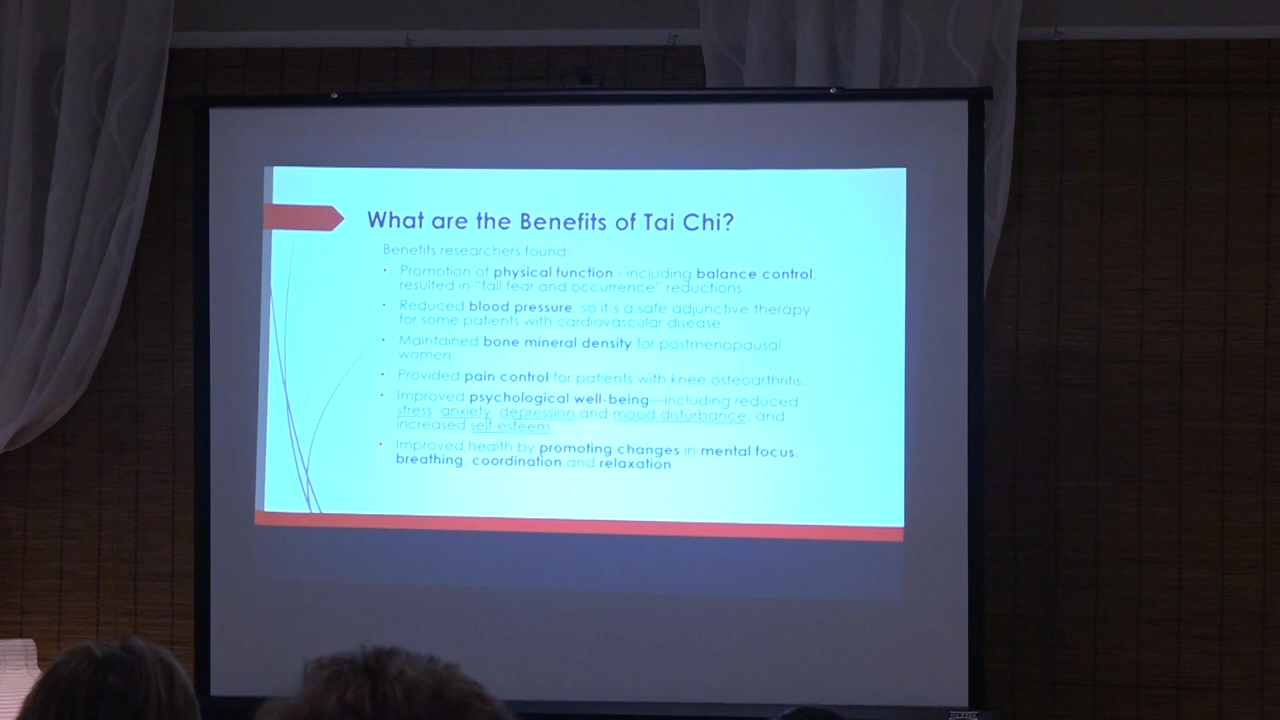 What are the Benefits of Tai Chi?
Benefits researchers found:
• Promotion of physical function - including balance control,
resulted in "fall fear and occurrence" reductions.
• Reduced blood pressure, so it's a safe adjunctive therapy
for some patients with cardiovascular disease.
• Maintained bone mineral density for postmenopausal
women.
• Provided pain control for patients with knee osteoarthritis.
• Improved psychological well-being—including reduced
stress, anxiety, depression and mood disturbance, and
increased self-esteem.
• Improved health by promoting changes in mental focus,
breathing, coordination and relaxation.